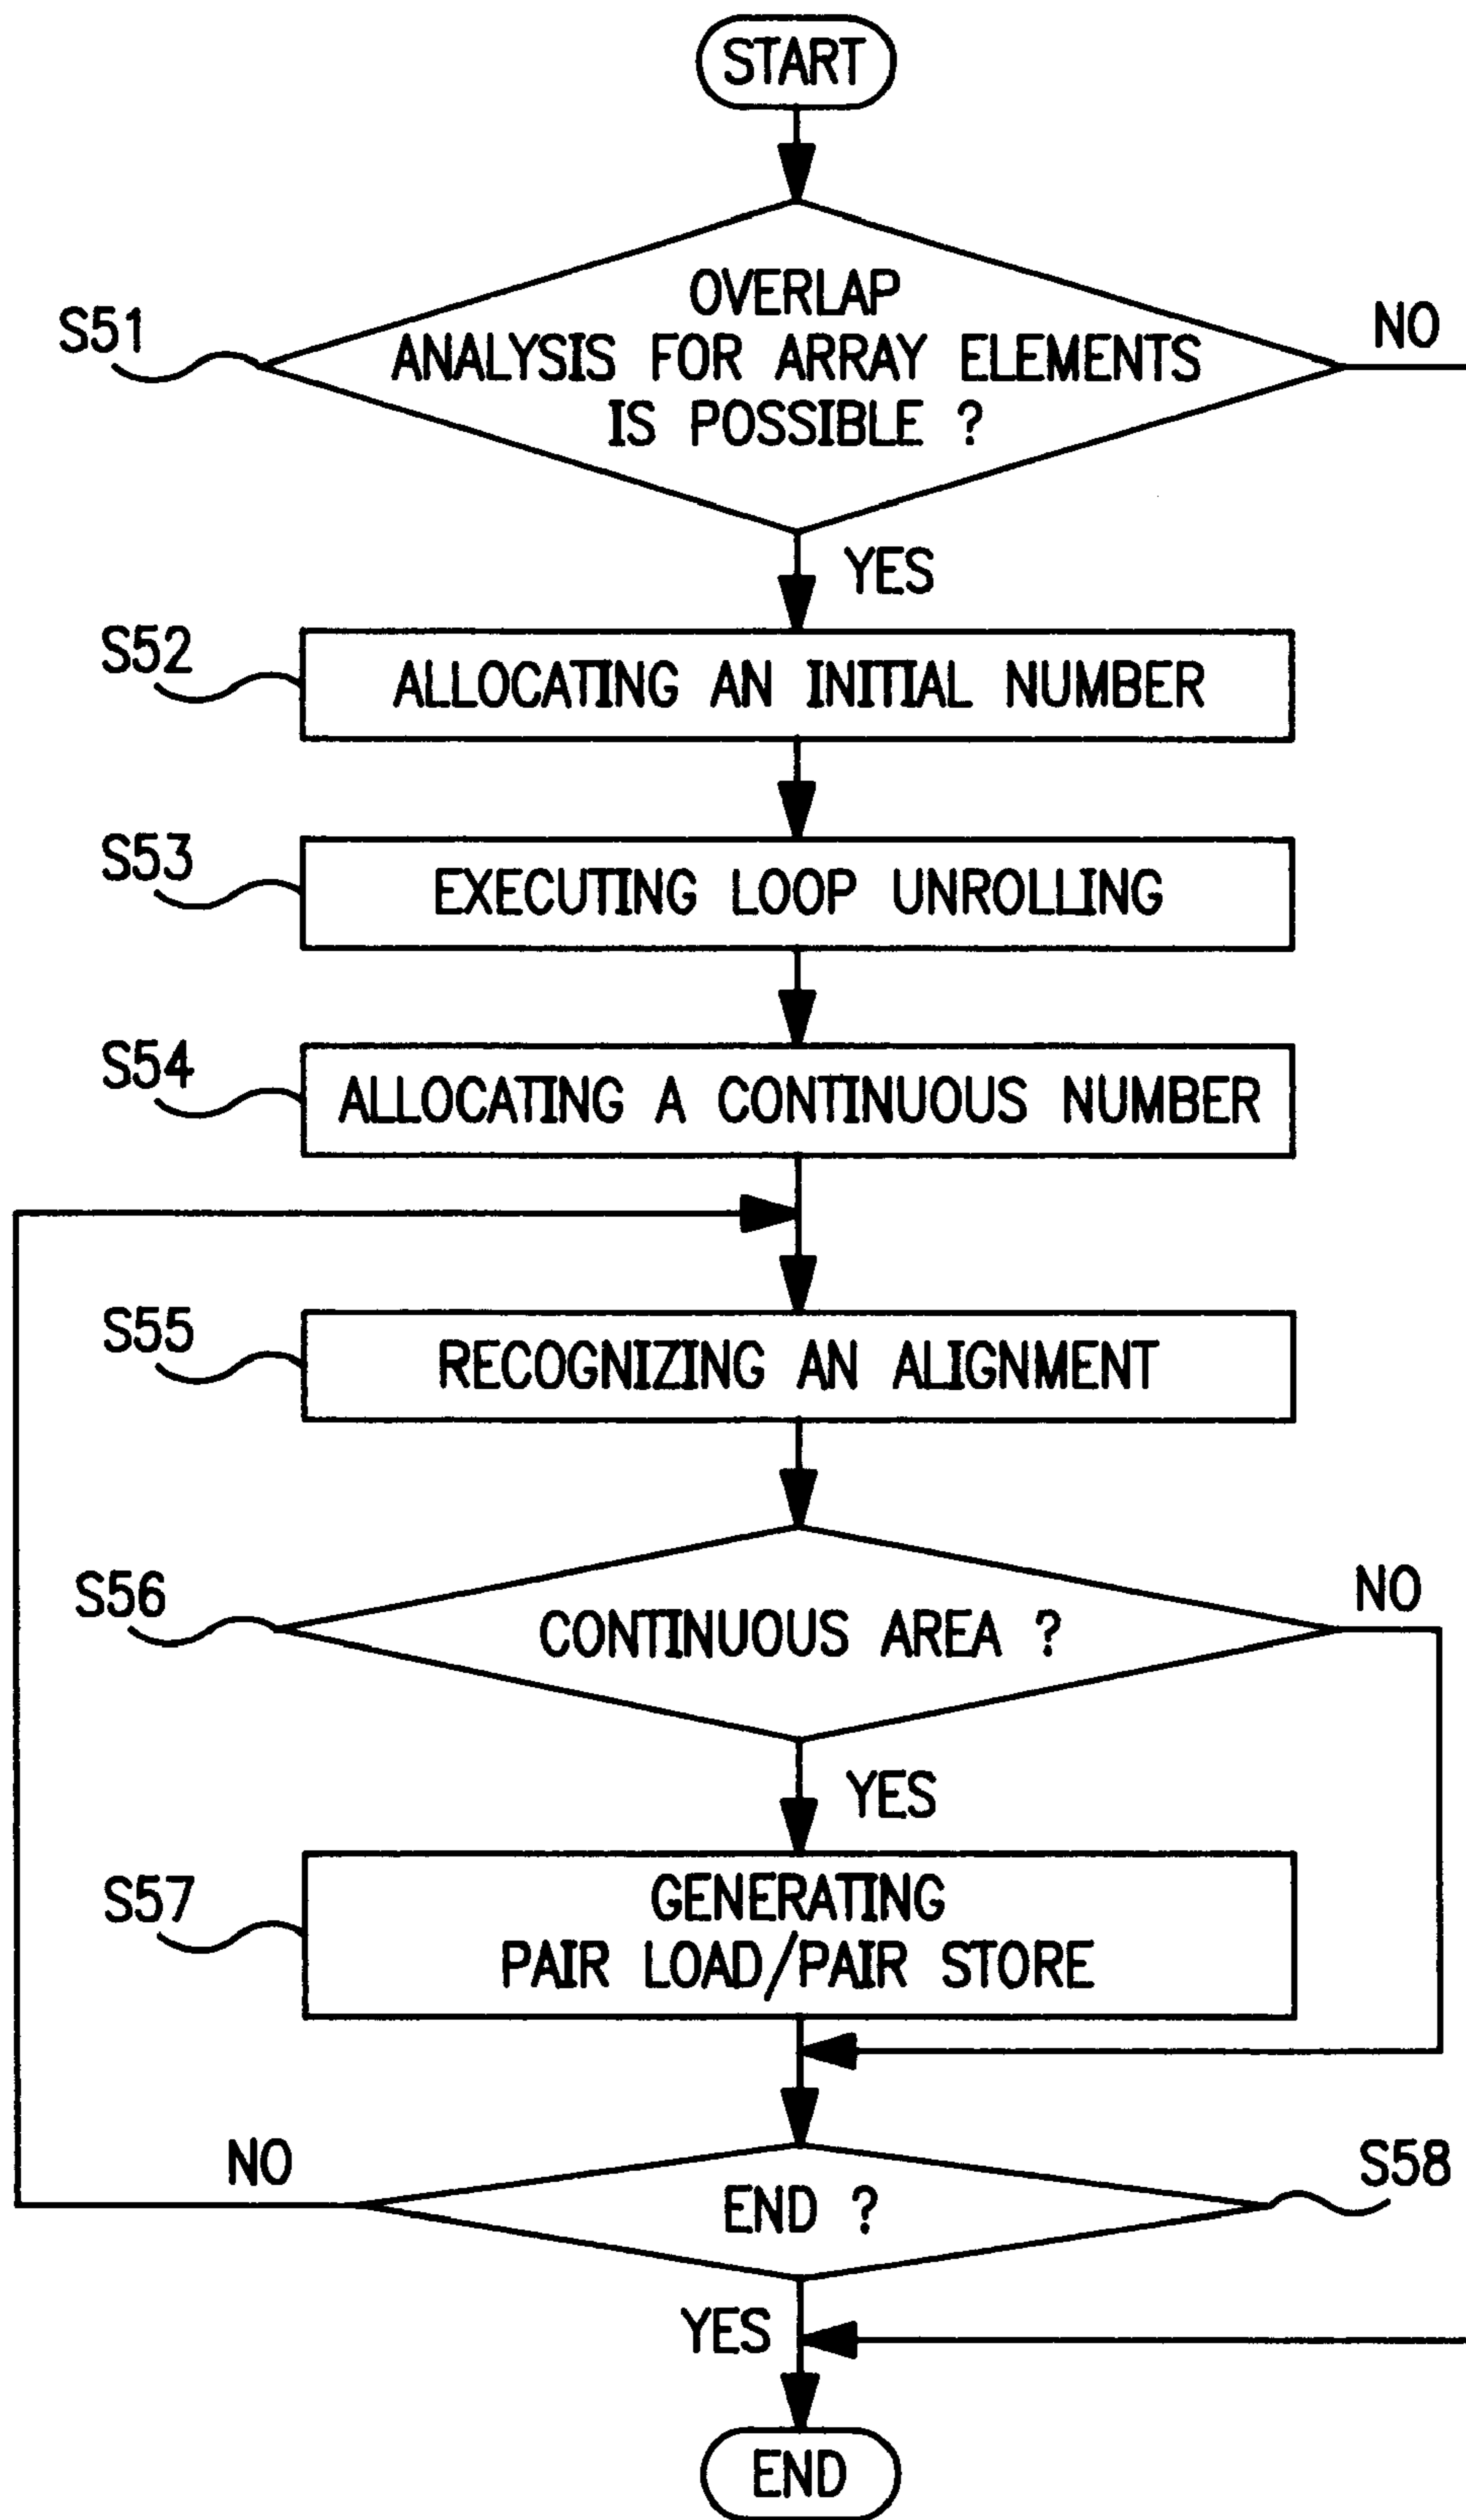 START
S51
OVERLAP
ANALYSIS FOR ARRAY ELEMENTS
IS POSSIBLE ?
NO
YES
S52
ALLOCATING AN INITIAL NUMBER
S53
EXECUTING LOOP UNROLLING
S54
ALLOCATING A CONTINUOUS NUMBER
S55
RECOGNIZING AN ALIGNMENT
S56
CONTINUOUS AREA ?
NO
YES
S57
GENERATING
PAIR LOAD/PAIR STORE
NO
END ?
S58
YES
END